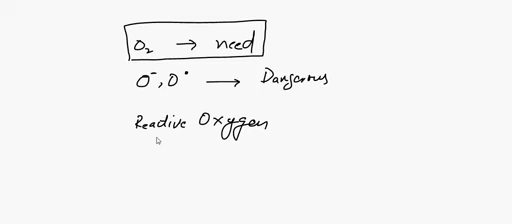 O₂ → need
O⁻, O• → Dangerous
Reactive Oxygen